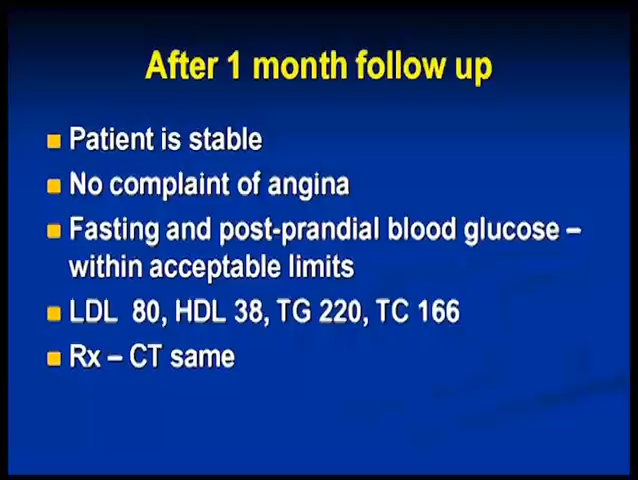 After 1 month follow up
Patient is stable
No complaint of angina
Fasting and post-prandial blood glucose –
within acceptable limits
LDL  80, HDL 38, TG 220, TC 166
Rx – CT same